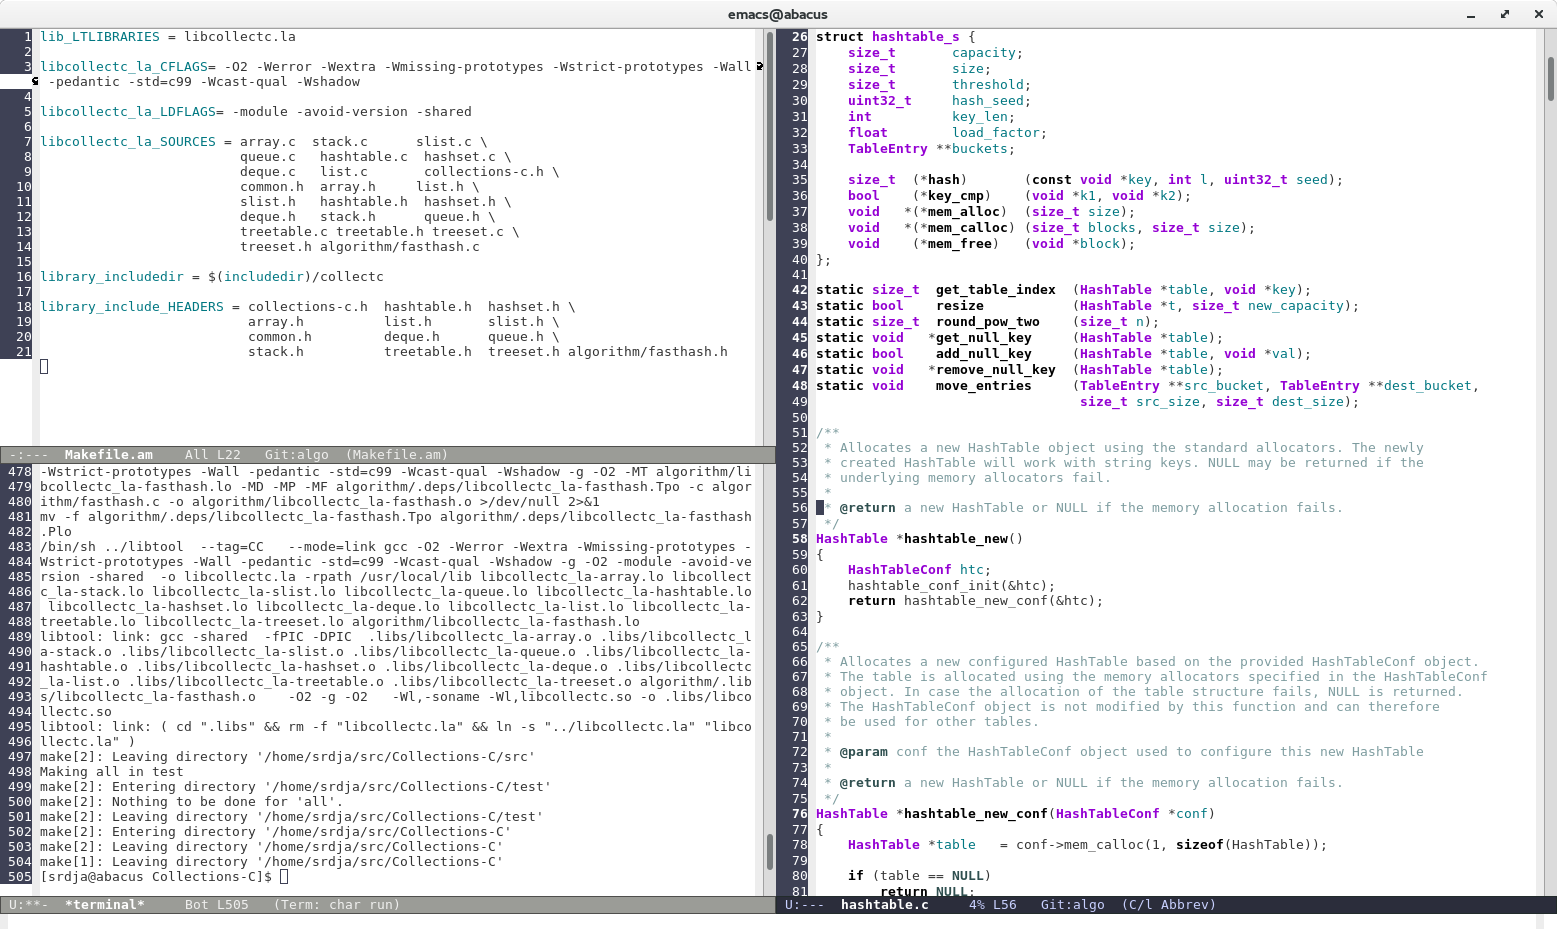 emacs@abacus
1 lib_LTLIBRARIES = libcollectc.la
2
3 libcollectc_la_CFLAGS= -O2 -Werror -Wextra -Wmissing-prototypes -Wstrict-prototypes -Wall
 -pedantic -std=c99 -Wcast-qual -Wshadow
4
5 libcollectc_la_LDFLAGS= -module -avoid-version -shared
6
7 libcollectc_la_SOURCES = array.c  stack.c      slist.c \
8                          queue.c   hashtable.c  hashset.c \
9                          deque.c   list.c       collections-c.h \
10                         common.h  array.h     list.h \
11                         slist.h   hashtable.h  hashset.h \
12                         deque.h   stack.h      queue.h \
13                         treetable.c treetable.h treeset.c \
14                         treeset.h algorithm/fasthash.c
15
16 library_includedir = $(includedir)/collectc
17
18 library_include_HEADERS = collections-c.h  hashtable.h  hashset.h \
19                           array.h          list.h       slist.h \
20                           common.h         deque.h      queue.h \
21                           stack.h          treetable.h  treeset.h algorithm/fasthash.h
-:---  Makefile.am    All L22   Git:algo  (Makefile.am)
478 -Wstrict-prototypes -Wall -pedantic -std=c99 -Wcast-qual -Wshadow -g -O2 -MT algorithm/li
479 bcollectc_la-fasthash.lo -MD -MP -MF algorithm/.deps/libcollectc_la-fasthash.Tpo -c algor
480 ithm/fasthash.c -o algorithm/libcollectc_la-fasthash.o >/dev/null 2>&1
481 mv -f algorithm/.deps/libcollectc_la-fasthash.Tpo algorithm/.deps/libcollectc_la-fasthash
482 .Plo
483 /bin/sh ../libtool  --tag=CC   --mode=link gcc -O2 -Werror -Wextra -Wmissing-prototypes -
484 Wstrict-prototypes -Wall -pedantic -std=c99 -Wcast-qual -Wshadow -g -O2 -module -avoid-ve
485 rsion -shared  -o libcollectc.la -rpath /usr/local/lib libcollectc_la-array.lo libcollect
486 c_la-stack.lo libcollectc_la-slist.lo libcollectc_la-queue.lo libcollectc_la-hashtable.lo
487  libcollectc_la-hashset.lo libcollectc_la-deque.lo libcollectc_la-list.lo libcollectc_la-
488 treetable.lo libcollectc_la-treeset.lo algorithm/libcollectc_la-fasthash.lo
489 libtool: link: gcc -shared  -fPIC -DPIC  .libs/libcollectc_la-array.o .libs/libcollectc_l
490 a-stack.o .libs/libcollectc_la-slist.o .libs/libcollectc_la-queue.o .libs/libcollectc_la-
491 hashtable.o .libs/libcollectc_la-hashset.o .libs/libcollectc_la-deque.o .libs/libcollectc
492 _la-list.o .libs/libcollectc_la-treetable.o .libs/libcollectc_la-treeset.o algorithm/.lib
493 s/libcollectc_la-fasthash.o    -O2 -g -O2   -Wl,-soname -Wl,libcollectc.so -o .libs/libco
494 llectc.so
495 libtool: link: ( cd ".libs" && rm -f "libcollectc.la" && ln -s "../libcollectc.la" "libco
496 llectc.la" )
497 make[2]: Leaving directory '/home/srdja/src/Collections-C/src'
498 Making all in test
499 make[2]: Entering directory '/home/srdja/src/Collections-C/test'
500 make[2]: Nothing to be done for 'all'.
501 make[2]: Leaving directory '/home/srdja/src/Collections-C/test'
502 make[2]: Entering directory '/home/srdja/src/Collections-C'
503 make[2]: Leaving directory '/home/srdja/src/Collections-C'
504 make[1]: Leaving directory '/home/srdja/src/Collections-C'
505 [srdja@abacus Collections-C]$
U:**-  *terminal*     Bot L505   (Term: char run)
26 struct hashtable_s {
27     size_t       capacity;
28     size_t       size;
29     size_t       threshold;
30     uint32_t     hash_seed;
31     int          key_len;
32     float        load_factor;
33     TableEntry **buckets;
34
35     size_t  (*hash)       (const void *key, int l, uint32_t seed);
36     bool    (*key_cmp)    (void *k1, void *k2);
37     void   *(*mem_alloc)  (size_t size);
38     void   *(*mem_calloc) (size_t blocks, size_t size);
39     void    (*mem_free)   (void *block);
40 };
41
42 static size_t  get_table_index  (HashTable *table, void *key);
43 static bool    resize           (HashTable *t, size_t new_capacity);
44 static size_t  round_pow_two    (size_t n);
45 static void   *get_null_key     (HashTable *table);
46 static bool    add_null_key     (HashTable *table, void *val);
47 static void   *remove_null_key  (HashTable *table);
48 static void    move_entries     (TableEntry **src_bucket, TableEntry **dest_bucket,
49                                  size_t src_size, size_t dest_size);
50
51 /**
52  * Allocates a new HashTable object using the standard allocators. The newly
53  * created HashTable will work with string keys. NULL may be returned if the
54  * underlying memory allocators fail.
55  *
56  * @return a new HashTable or NULL if the memory allocation fails.
57  */
58 HashTable *hashtable_new()
59 {
60     HashTableConf htc;
61     hashtable_conf_init(&htc);
62     return hashtable_new_conf(&htc);
63 }
64
65 /**
66  * Allocates a new configured HashTable based on the provided HashTableConf object.
67  * The table is allocated using the memory allocators specified in the HashTableConf
68  * object. In case the allocation of the table structure fails, NULL is returned.
69  * The HashTableConf object is not modified by this function and can therefore
70  * be used for other tables.
71  *
72  * @param conf the HashTableConf object used to configure this new HashTable
73  *
74  * @return a new HashTable or NULL if the memory allocation fails.
75  */
76 HashTable *hashtable_new_conf(HashTableConf *conf)
77 {
78     HashTable *table   = conf->mem_calloc(1, sizeof(HashTable));
79
80     if (table == NULL)
81         return NULL;
U:---  hashtable.c     4% L56   Git:algo  (C/l Abbrev)